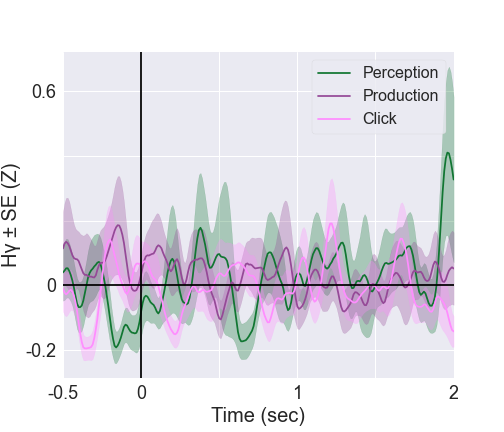 Perception
Production
Click
Hγ ± SE (Z)
0.6
0
-0.2
-0.5
0
1
2
Time (sec)